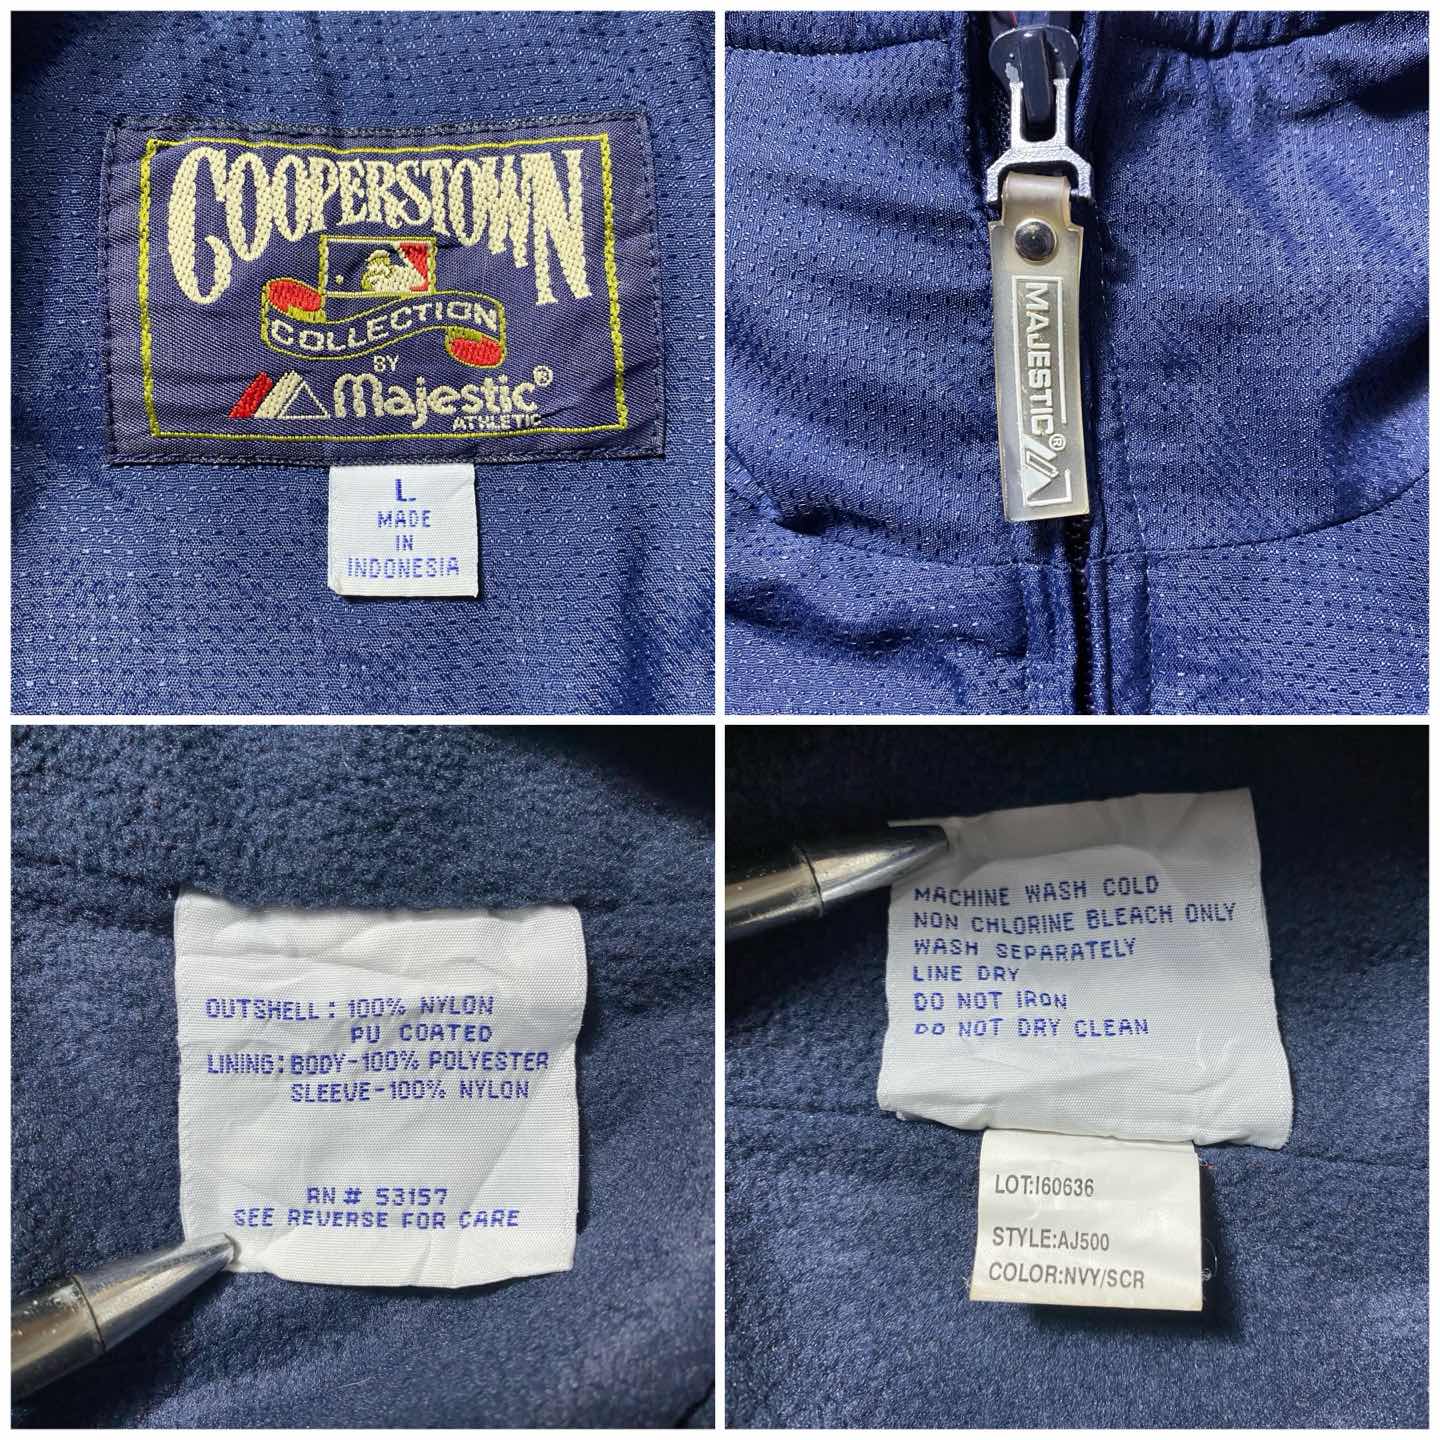 COOPERSTOWN
COLLECTION
BY
Majestic®
ATHLETIC
L
MADE
IN
INDONESIA
MAJESTIC®
OUTSHELL: 100% NYLON
PU COATED
LINING: BODY-100% POLYESTER
SLEEVE-100% NYLON
RN # 53157
SEE REVERSE FOR CARE
MACHINE WASH COLD
NON CHLORINE BLEACH ONLY
WASH SEPARATELY
LINE DRY
DO NOT IRON
DO NOT DRY CLEAN
LOT:I60636
STYLE:AJ500
COLOR:NVY/SCR